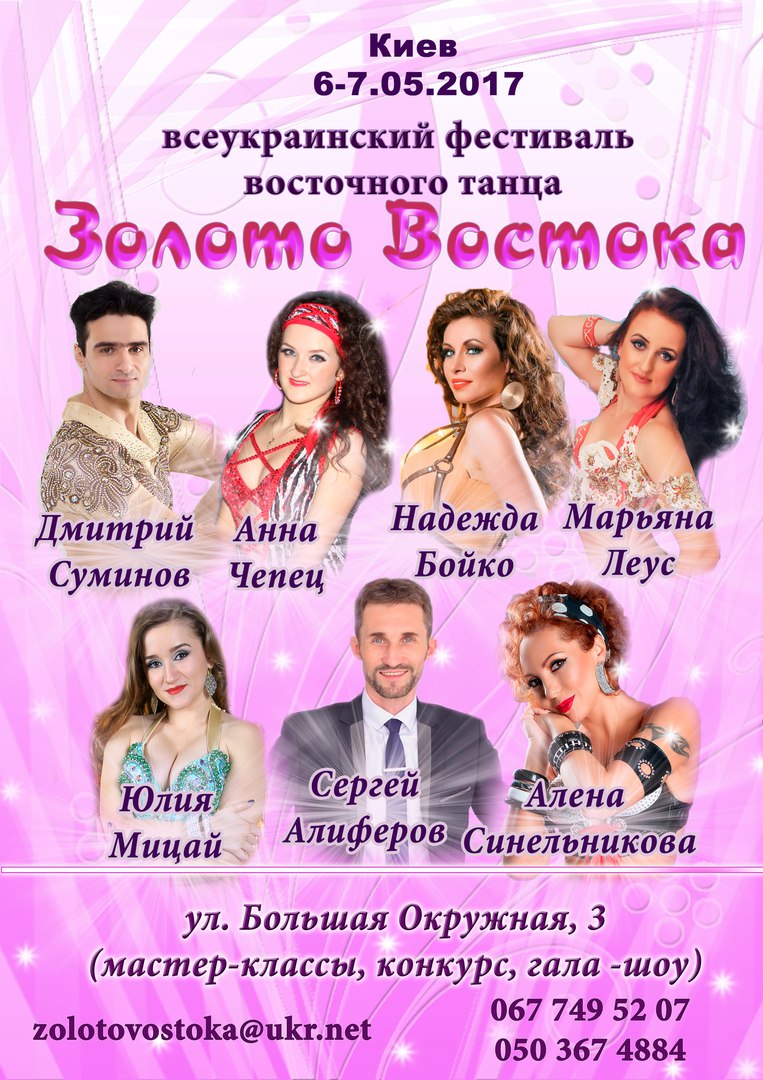 Киев
6-7.05.2017
всеукраинский фестиваль
восточного танца
Золото Востока
Дмитрий
Суминов
Анна
Чепец
Надежда
Бойко
Марьяна
Леус
Юлия
Мицай
Сергей
Алиферов
Алена
Синельникова
ул. Большая Окружная, 3
(мастер-классы, конкурс, гала -шоу)
zolotovostoka@ukr.net
067 749 52 07
050 367 4884